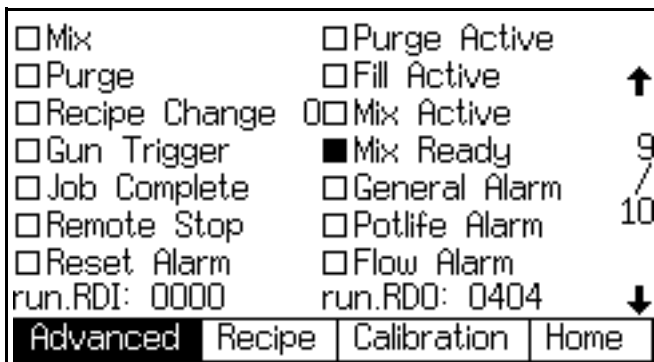 □Mix □Purge Active
□Purge □Fill Active
□Recipe Change 0□Mix Active
□Gun Trigger ■Mix Ready
□Job Complete □General Alarm
□Remote Stop □Potlife Alarm
□Reset Alarm □Flow Alarm
run.RDI: 0000 run.RDO: 0404
↑
9
/
10
↓
Advanced Recipe Calibration Home